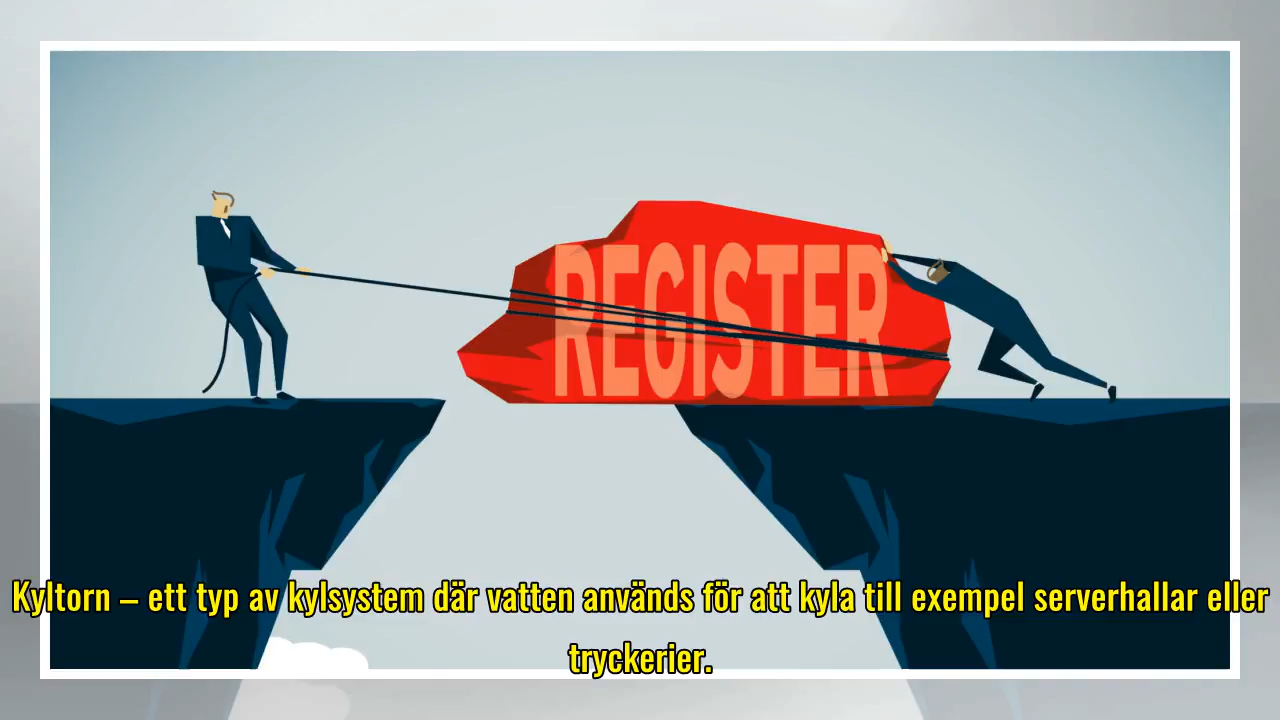 REGISTER
Kyltorn – ett typ av kylsystem där vatten används för att kyla till exempel serverhallar eller
tryckerier.